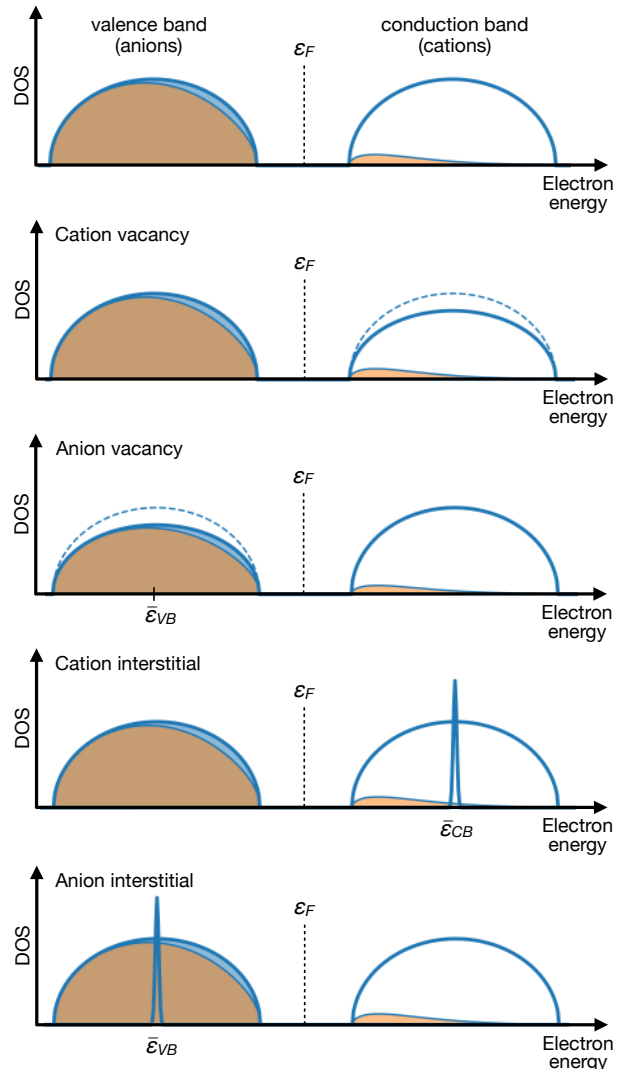 valence band
(anions)
εF
conduction band
(cations)
DOS
Electron
energy
Cation vacancy
εF
DOS
Electron
energy
Anion vacancy
εF
DOS
ε̄VB
Electron
energy
Cation interstitial
εF
DOS
ε̄CB
Electron
energy
Anion interstitial
εF
DOS
ε̄VB
Electron
energy